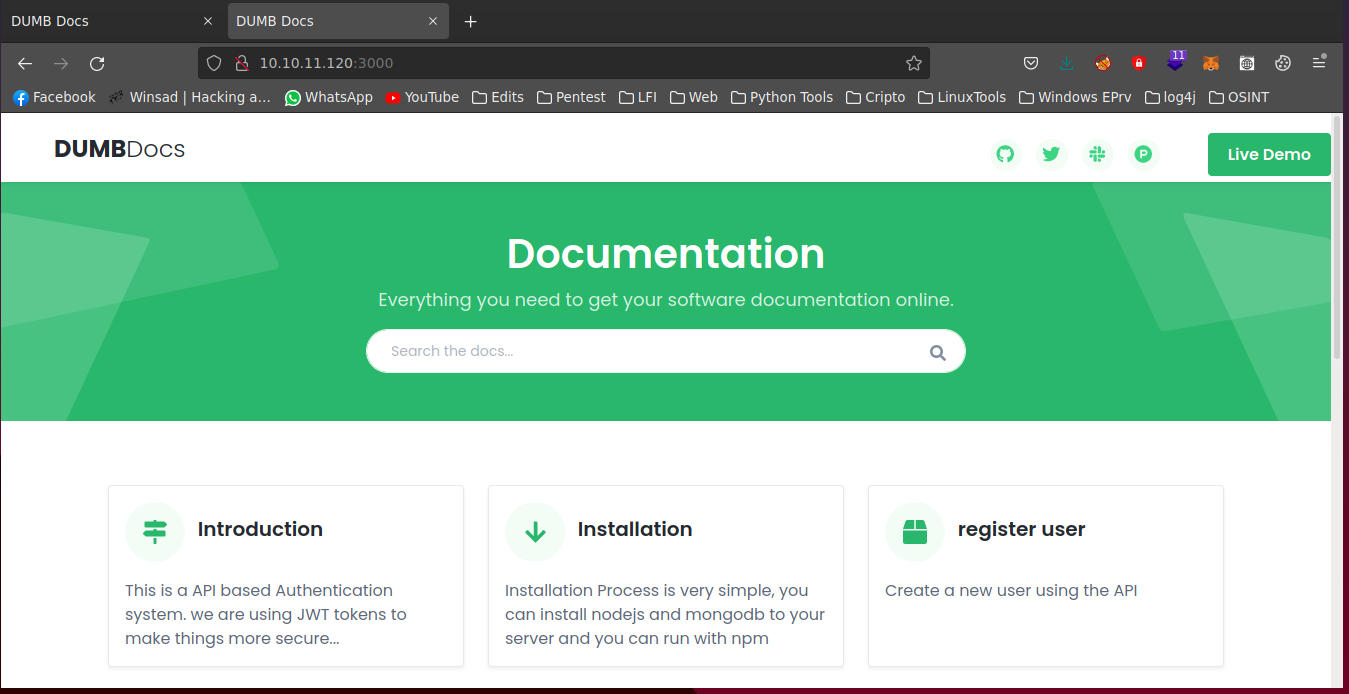 DUMB Docs
DUMB Docs
10.10.11.120:3000
11
Facebook
Winsad | Hacking a…
WhatsApp
YouTube
Edits
Pentest
LFI
Web
Python Tools
Cripto
LinuxTools
Windows EPrv
log4j
OSINT
DUMBDocs
Live Demo
Documentation
Everything you need to get your software documentation online.
Search the docs...
Introduction
This is a API based Authentication
system. we are using JWT tokens to
make things more secure...
Installation
Installation Process is very simple, you
can install nodejs and mongodb to your
server and you can run with npm
register user
Create a new user using the API